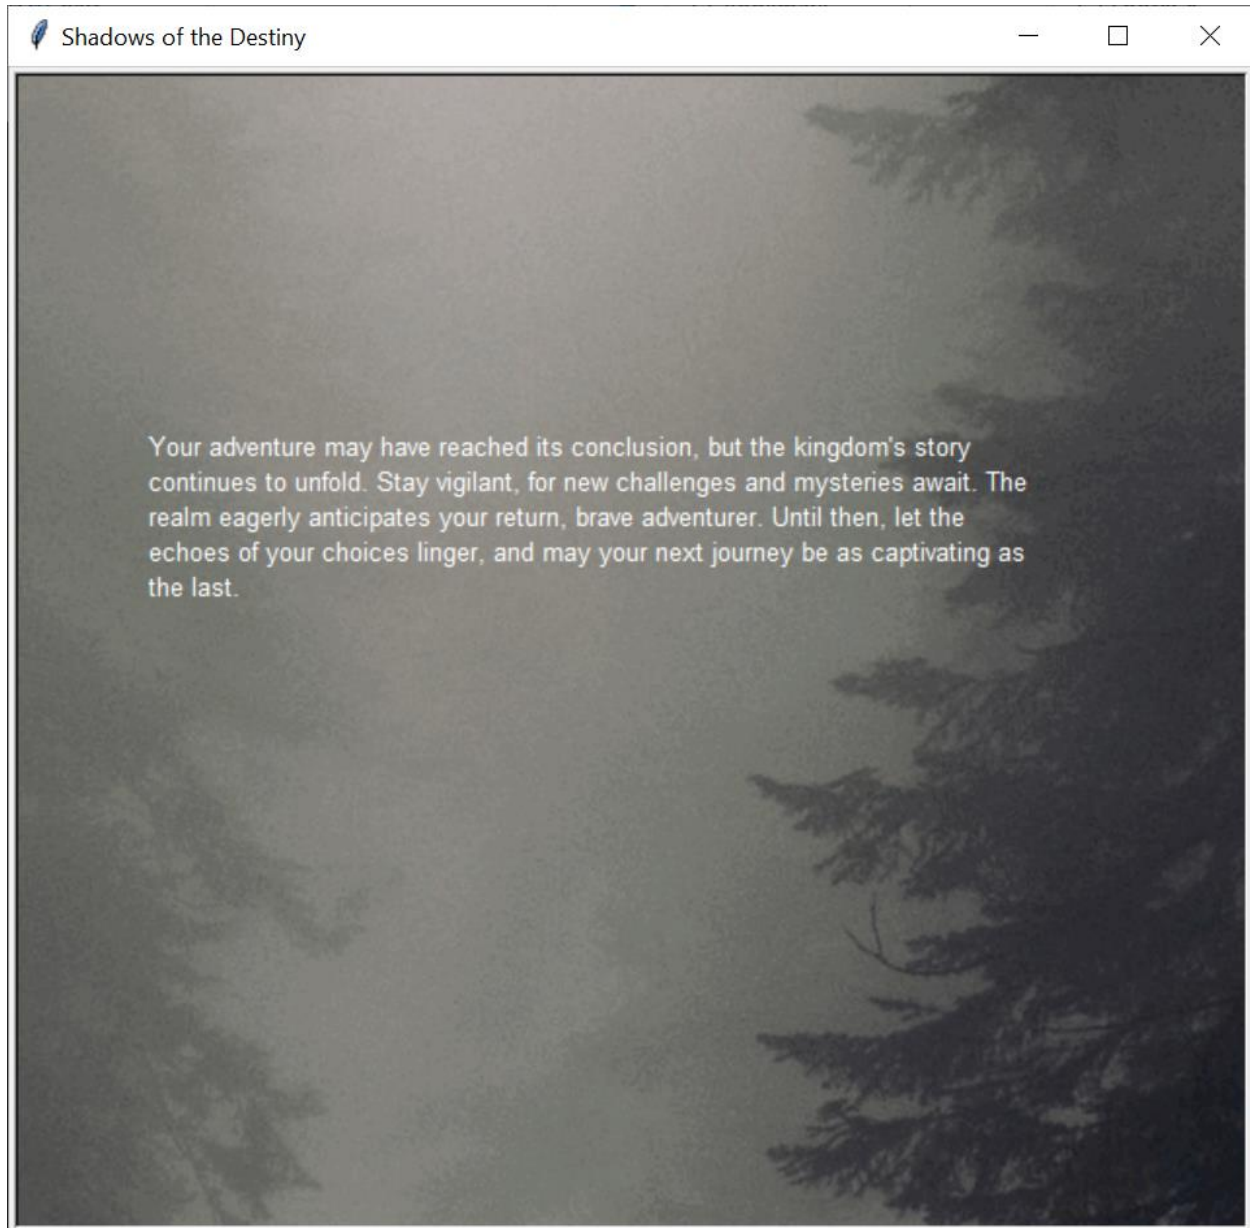 Shadows of the Destiny
Your adventure may have reached its conclusion, but the kingdom's story
continues to unfold. Stay vigilant, for new challenges and mysteries await. The
realm eagerly anticipates your return, brave adventurer. Until then, let the
echoes of your choices linger, and may your next journey be as captivating as
the last.